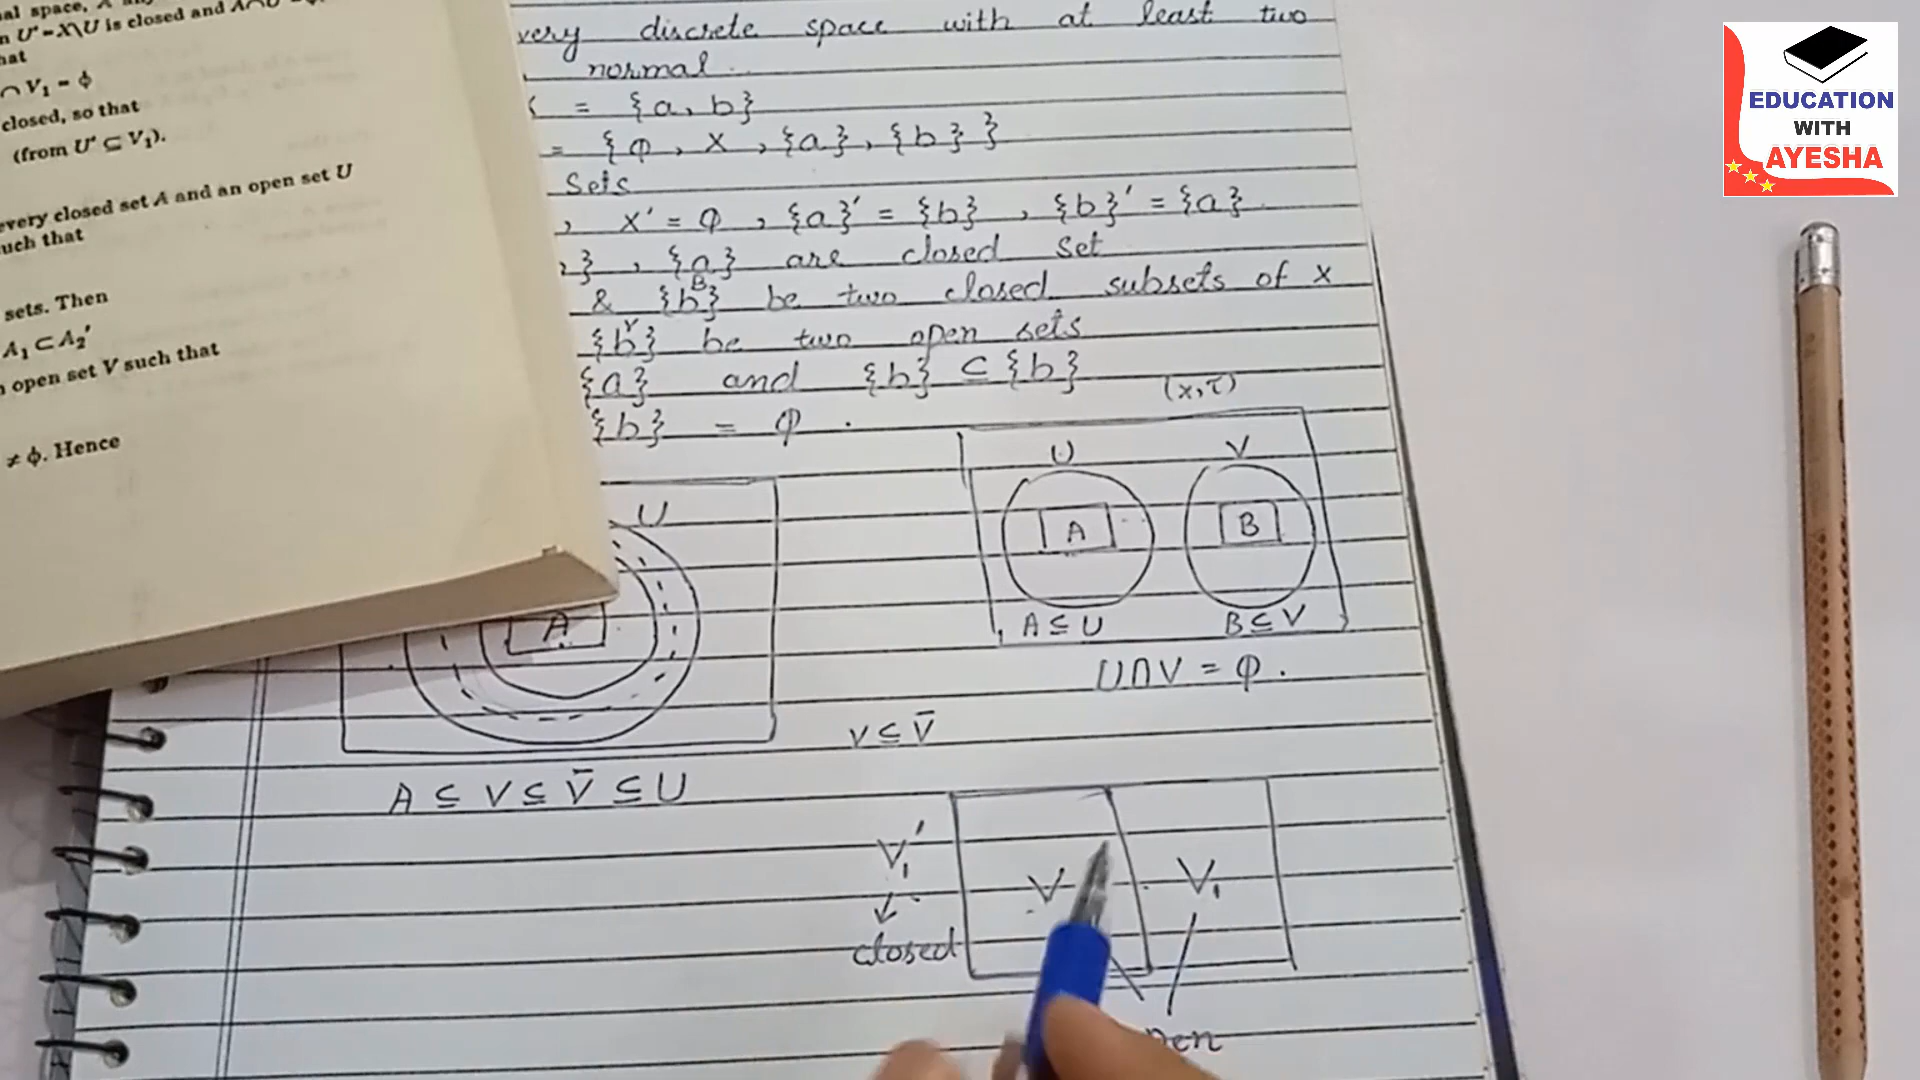 n U' = X\U is closed and A∩U
hat
∩ V₁ = ϕ
closed, so that
(from U' ⊆ V₁).
every closed set A and an open set U
uch that
sets. Then
A₁ ⊂ A₂'
open set V such that
≠ ϕ. Hence
very discrete space with at least two
normal.
= {a, b}
= {φ, X, {a}, {b}}
Sets
, X' = φ, {a}' = {b}, {b}' = {a}.
}, {a} are closed set
B
& {b} be two closed subsets of X
V
{b} be two open sets
{a} and {b} ⊆ {b}
{b} = φ.
(X,τ)
U V
A B
A ⊆ U B ⊆ V
U∩V = φ.
U
A
A ⊆ V ⊆ V̄ ⊆ U
V ⊆ V̄
V₁'
closed
V V₁
pen
EDUCATION
WITH
AYESHA